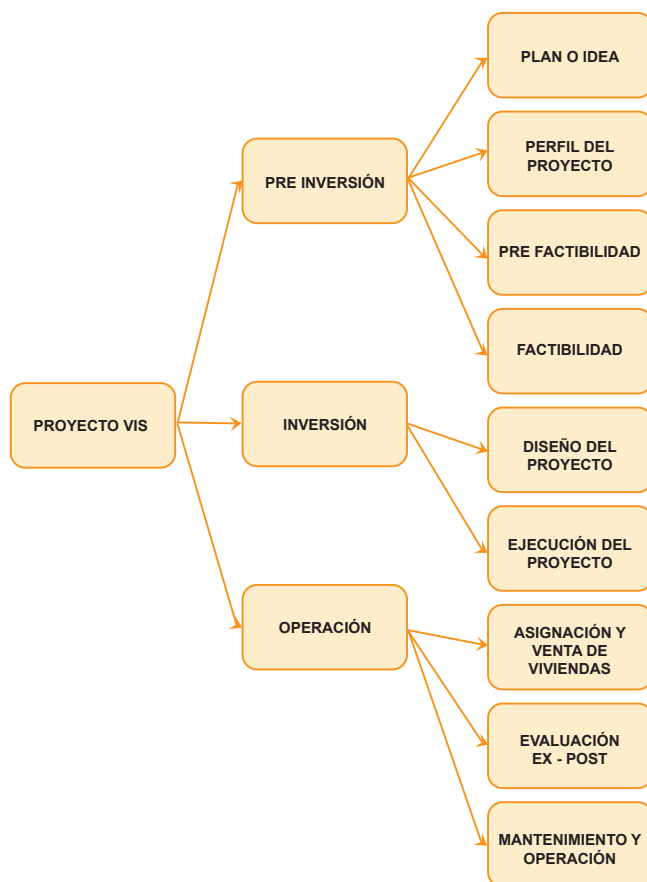 PLAN O IDEA
PERFIL DEL
PROYECTO
PRE INVERSIÓN
PRE FACTIBILIDAD
FACTIBILIDAD
PROYECTO VIS
INVERSIÓN
DISEÑO DEL
PROYECTO
EJECUCIÓN DEL
PROYECTO
OPERACIÓN
ASIGNACIÓN Y
VENTA DE
VIVIENDAS
EVALUACIÓN
EX - POST
MANTENIMIENTO Y
OPERACIÓN